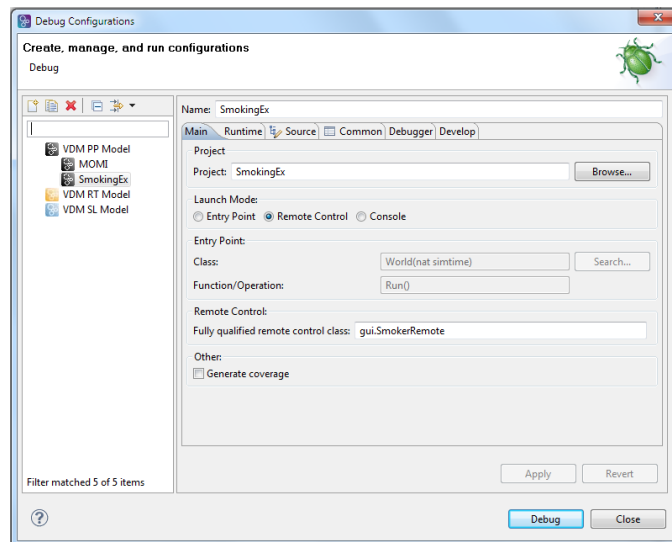 Debug Configurations
Create, manage, and run configurations
Debug
Name: SmokingEx
Main Runtime Source Common Debugger Develop
VDM PP Model
MOMI
SmokingEx
VDM RT Model
VDM SL Model
Project
Project: SmokingEx Browse...
Launch Mode:
Entry Point Remote Control Console
Entry Point:
Class: World(nat simtime) Search...
Function/Operation: Run()
Remote Control:
Fully qualified remote control class: gui.SmokerRemote
Other:
Generate coverage
Apply Revert
Filter matched 5 of 5 items
? Debug Close